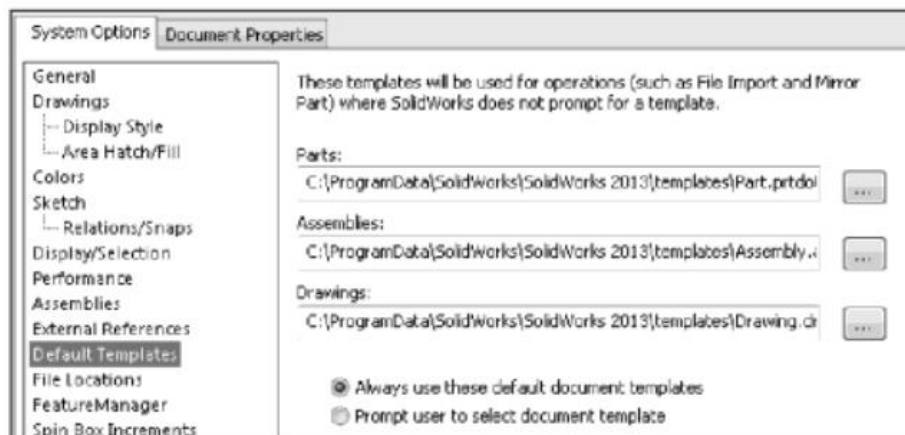 System Options
Document Properties
General
Drawings
Display Style
Area Hatch/Fill
Colors
Sketch
Relations/Snaps
Display/Selection
Performance
Assemblies
External References
Default Templates
File Locations
FeatureManager
Spin Box Increments
These templates will be used for operations (such as File Import and Mirror
Part) where SolidWorks does not prompt for a template.
Parts:
C:\ProgramData\SolidWorks\SolidWorks 2013\templates\Part.prtdo
...
Assemblies:
C:\ProgramData\SolidWorks\SolidWorks 2013\templates\Assembly.
...
Drawings:
C:\ProgramData\SolidWorks\SolidWorks 2013\templates\Drawing.dr
...
Always use these default document templates
Prompt user to select document template